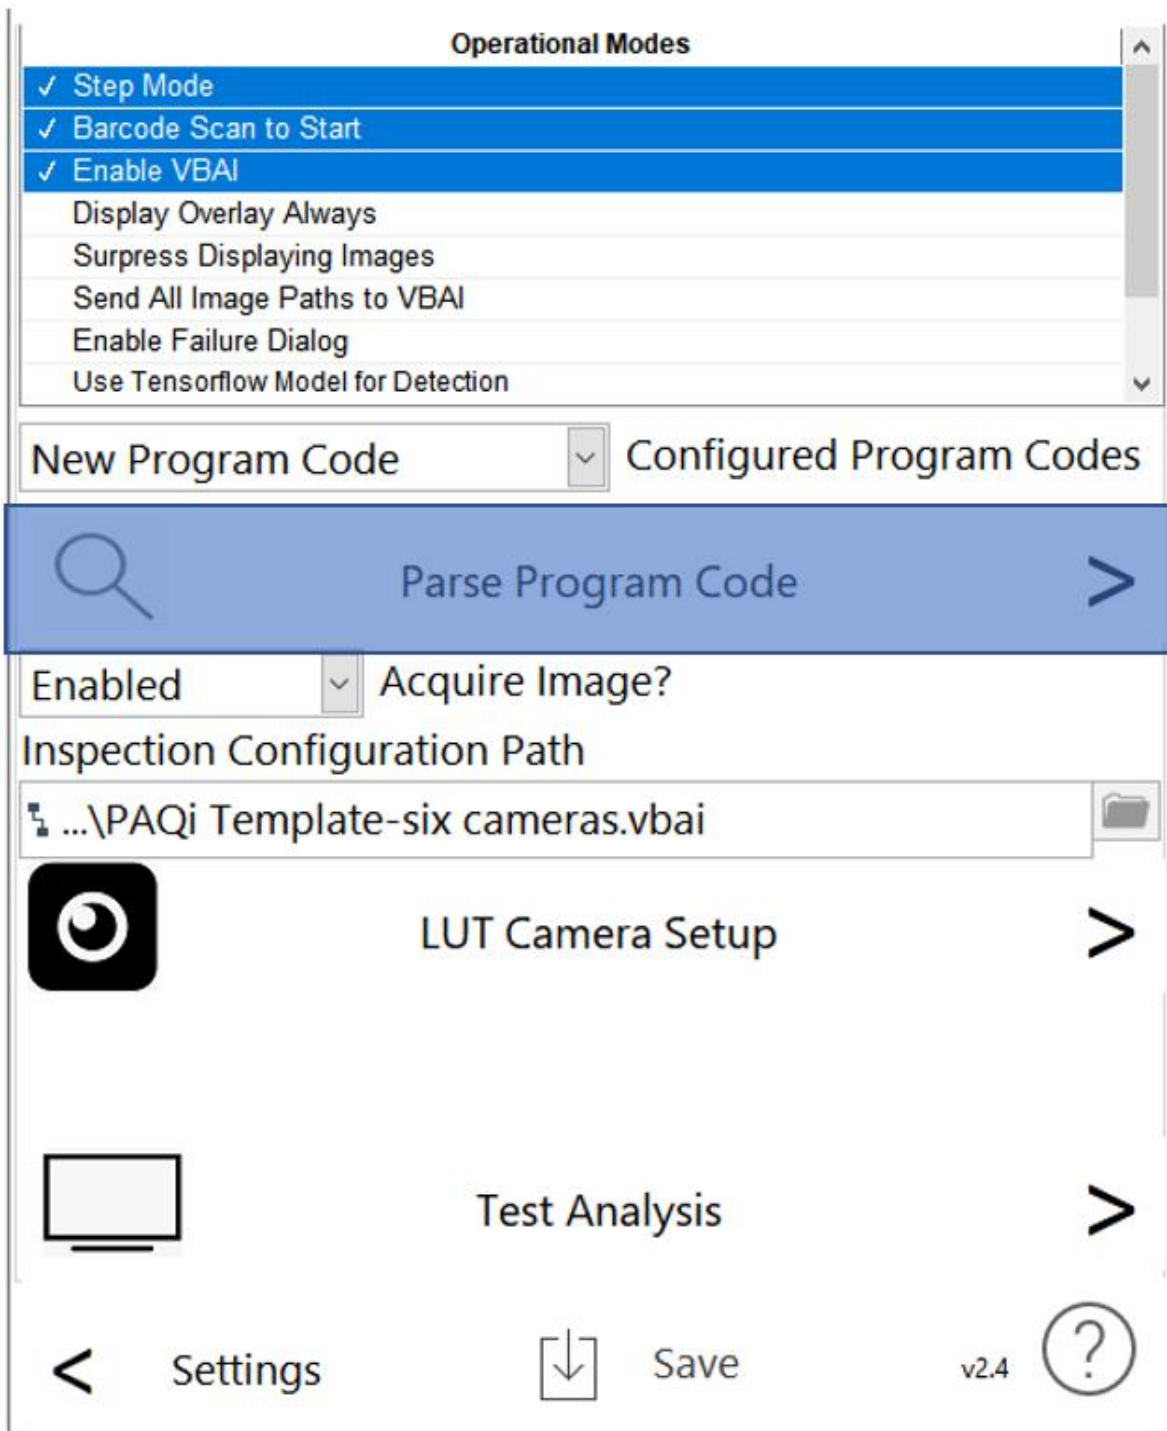 Operational Modes
✓ Step Mode
✓ Barcode Scan to Start
✓ Enable VBAI
Display Overlay Always
Surpress Displaying Images
Send All Image Paths to VBAI
Enable Failure Dialog
Use Tensorflow Model for Detection
New Program Code Configured Program Codes
Parse Program Code >
Enabled Acquire Image?
Inspection Configuration Path
...\PAQi Template-six cameras.vbai
LUT Camera Setup >
Test Analysis >
< Settings Save v2.4 ?